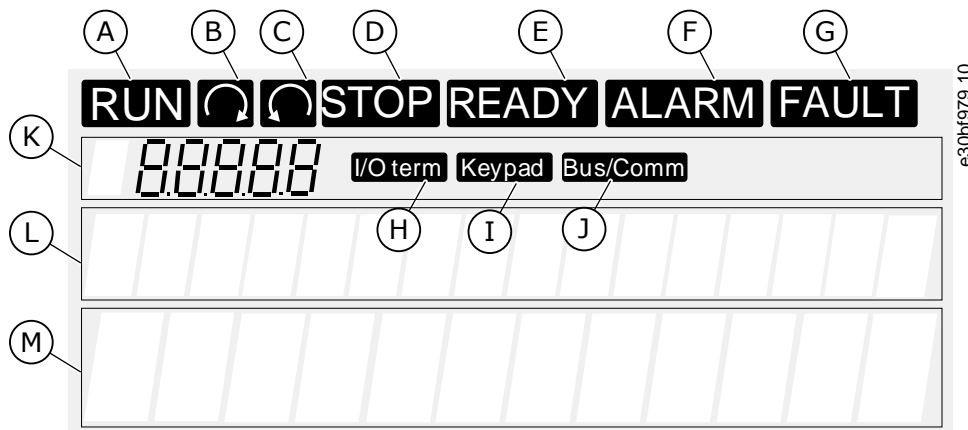 A B C D E F G
RUN STOP READY ALARM FAULT
K 8.8.8.8.8 I/O term Keypad Bus/Comm
H I J
L
M
e30bf979.10